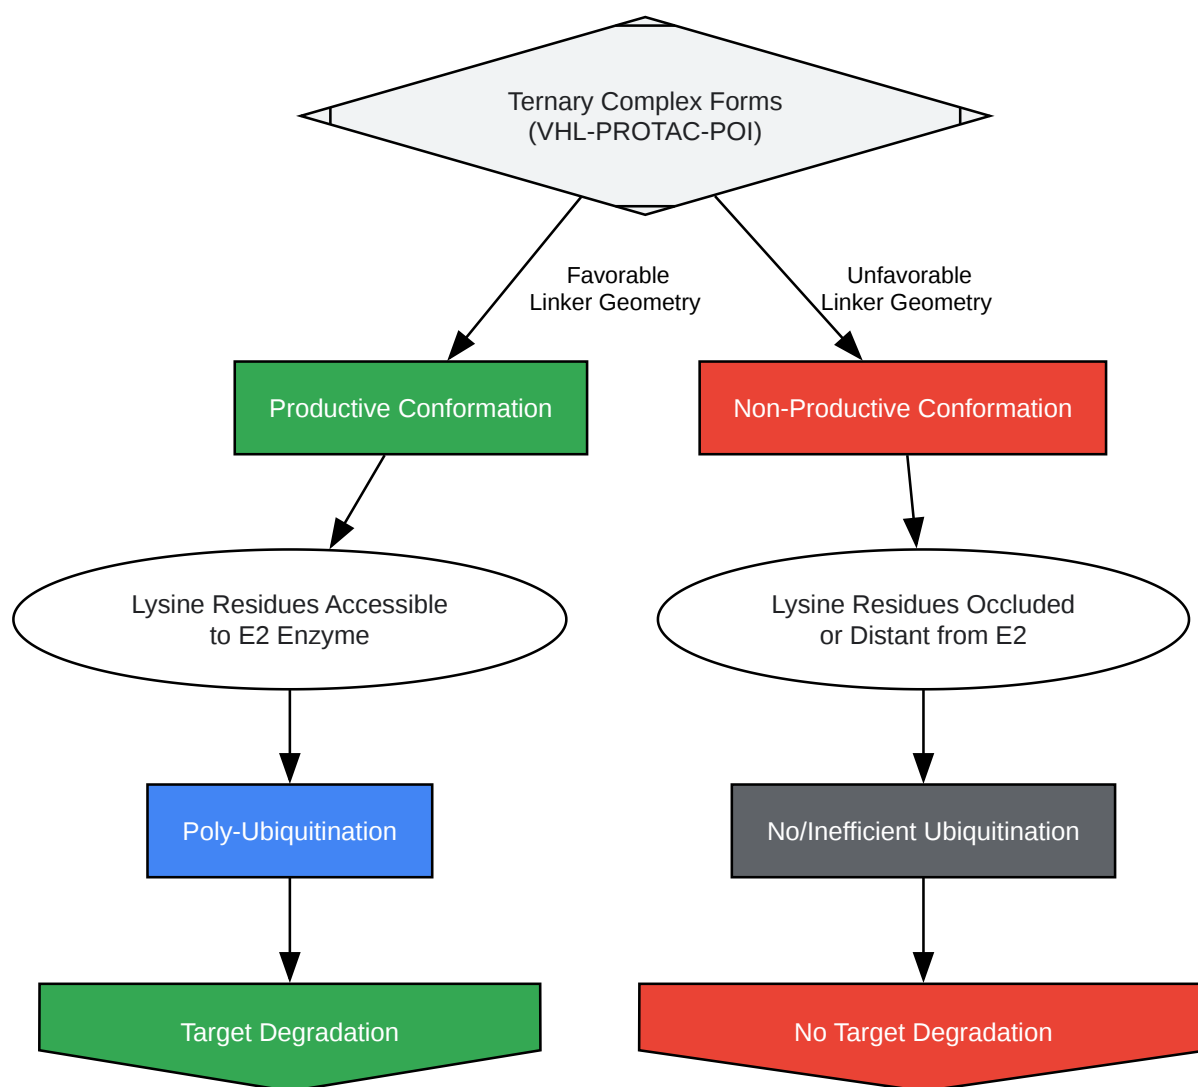 Ternary Complex Forms
(VHL-PROTAC-POI)
Favorable
Linker Geometry
Unfavorable
Linker Geometry
Productive Conformation
Non-Productive Conformation
Lysine Residues Accessible
to E2 Enzyme
Lysine Residues Occluded
or Distant from E2
Poly-Ubiquitination
No/Inefficient Ubiquitination
Target Degradation
No Target Degradation